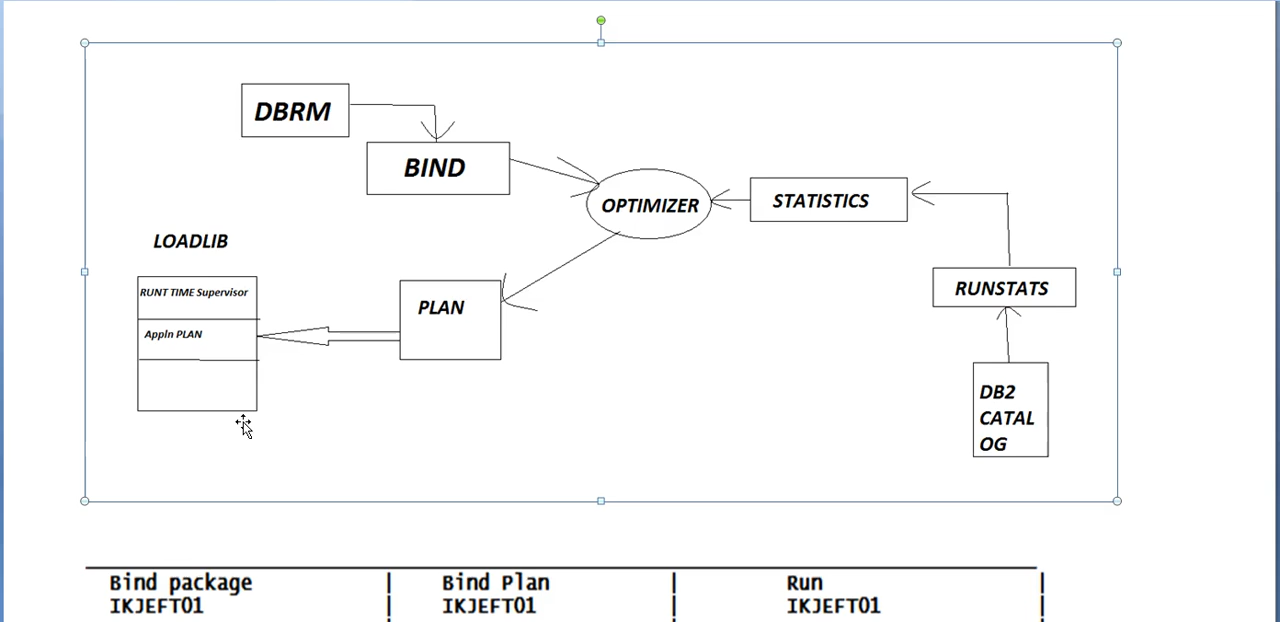 DBRM
BIND
OPTIMIZER
STATISTICS
LOADLIB
RUNT TIME Supervisor
Appln PLAN
PLAN
RUNSTATS
DB2
CATAL
OG
Bind package | Bind Plan | Run |
IKJEFT01 | IKJEFT01 | IKJEFT01 |